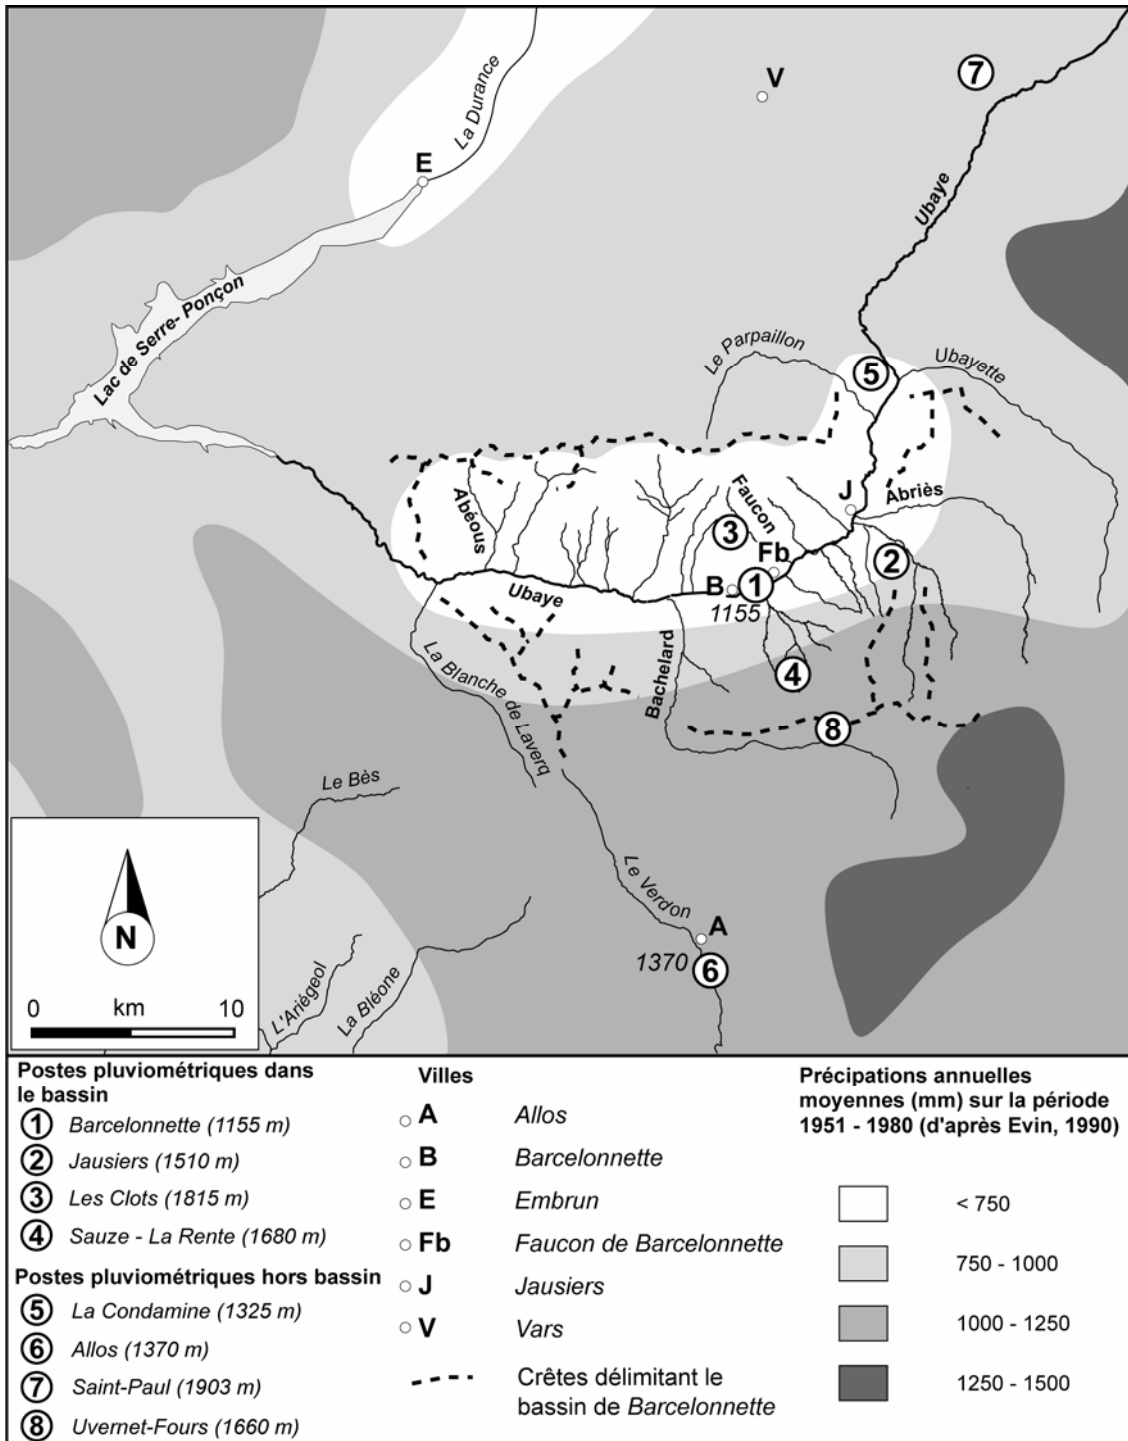 V
7
La Durance
E
Ubaye
Lac de Serre- Ponçon
Le Parpaillon
5
Ubayette
Abéous
Faucon
J
Abriès
3
Fb
2
B
1
1155
Ubaye
La Blanche de Laverq
Bachelard
4
8
Le Bès
Le Verdon
A
1370
6
N
L'Ariégeol
La Bléone
0 km 10
Postes pluviométriques dans
le bassin
1 Barcelonnette (1155 m)
2 Jausiers (1510 m)
3 Les Clots (1815 m)
4 Sauze - La Rente (1680 m)
Postes pluviométriques hors bassin
5 La Condamine (1325 m)
6 Allos (1370 m)
7 Saint-Paul (1903 m)
8 Uvernet-Fours (1660 m)
Villes
A Allos
B Barcelonnette
E Embrun
Fb Faucon de Barcelonnette
J Jausiers
V Vars
Crêtes délimitant le
bassin de Barcelonnette
Précipations annuelles
moyennes (mm) sur la période
1951 - 1980 (d'après Evin, 1990)
< 750
750 - 1000
1000 - 1250
1250 - 1500